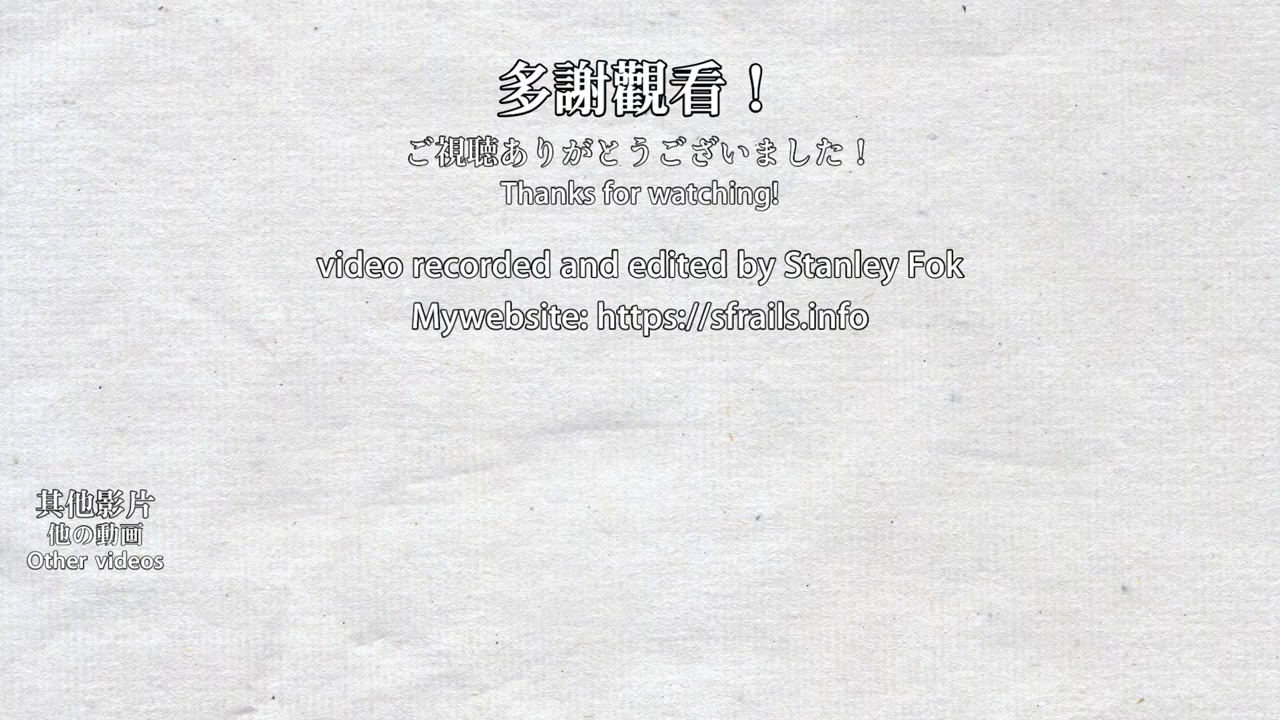 多謝觀看！
ご視聴ありがとうございました！
Thanks for watching!
video recorded and edited by Stanley Fok
Mywebsite: https://sfrails.info
其他影片
他の動画
Other videos